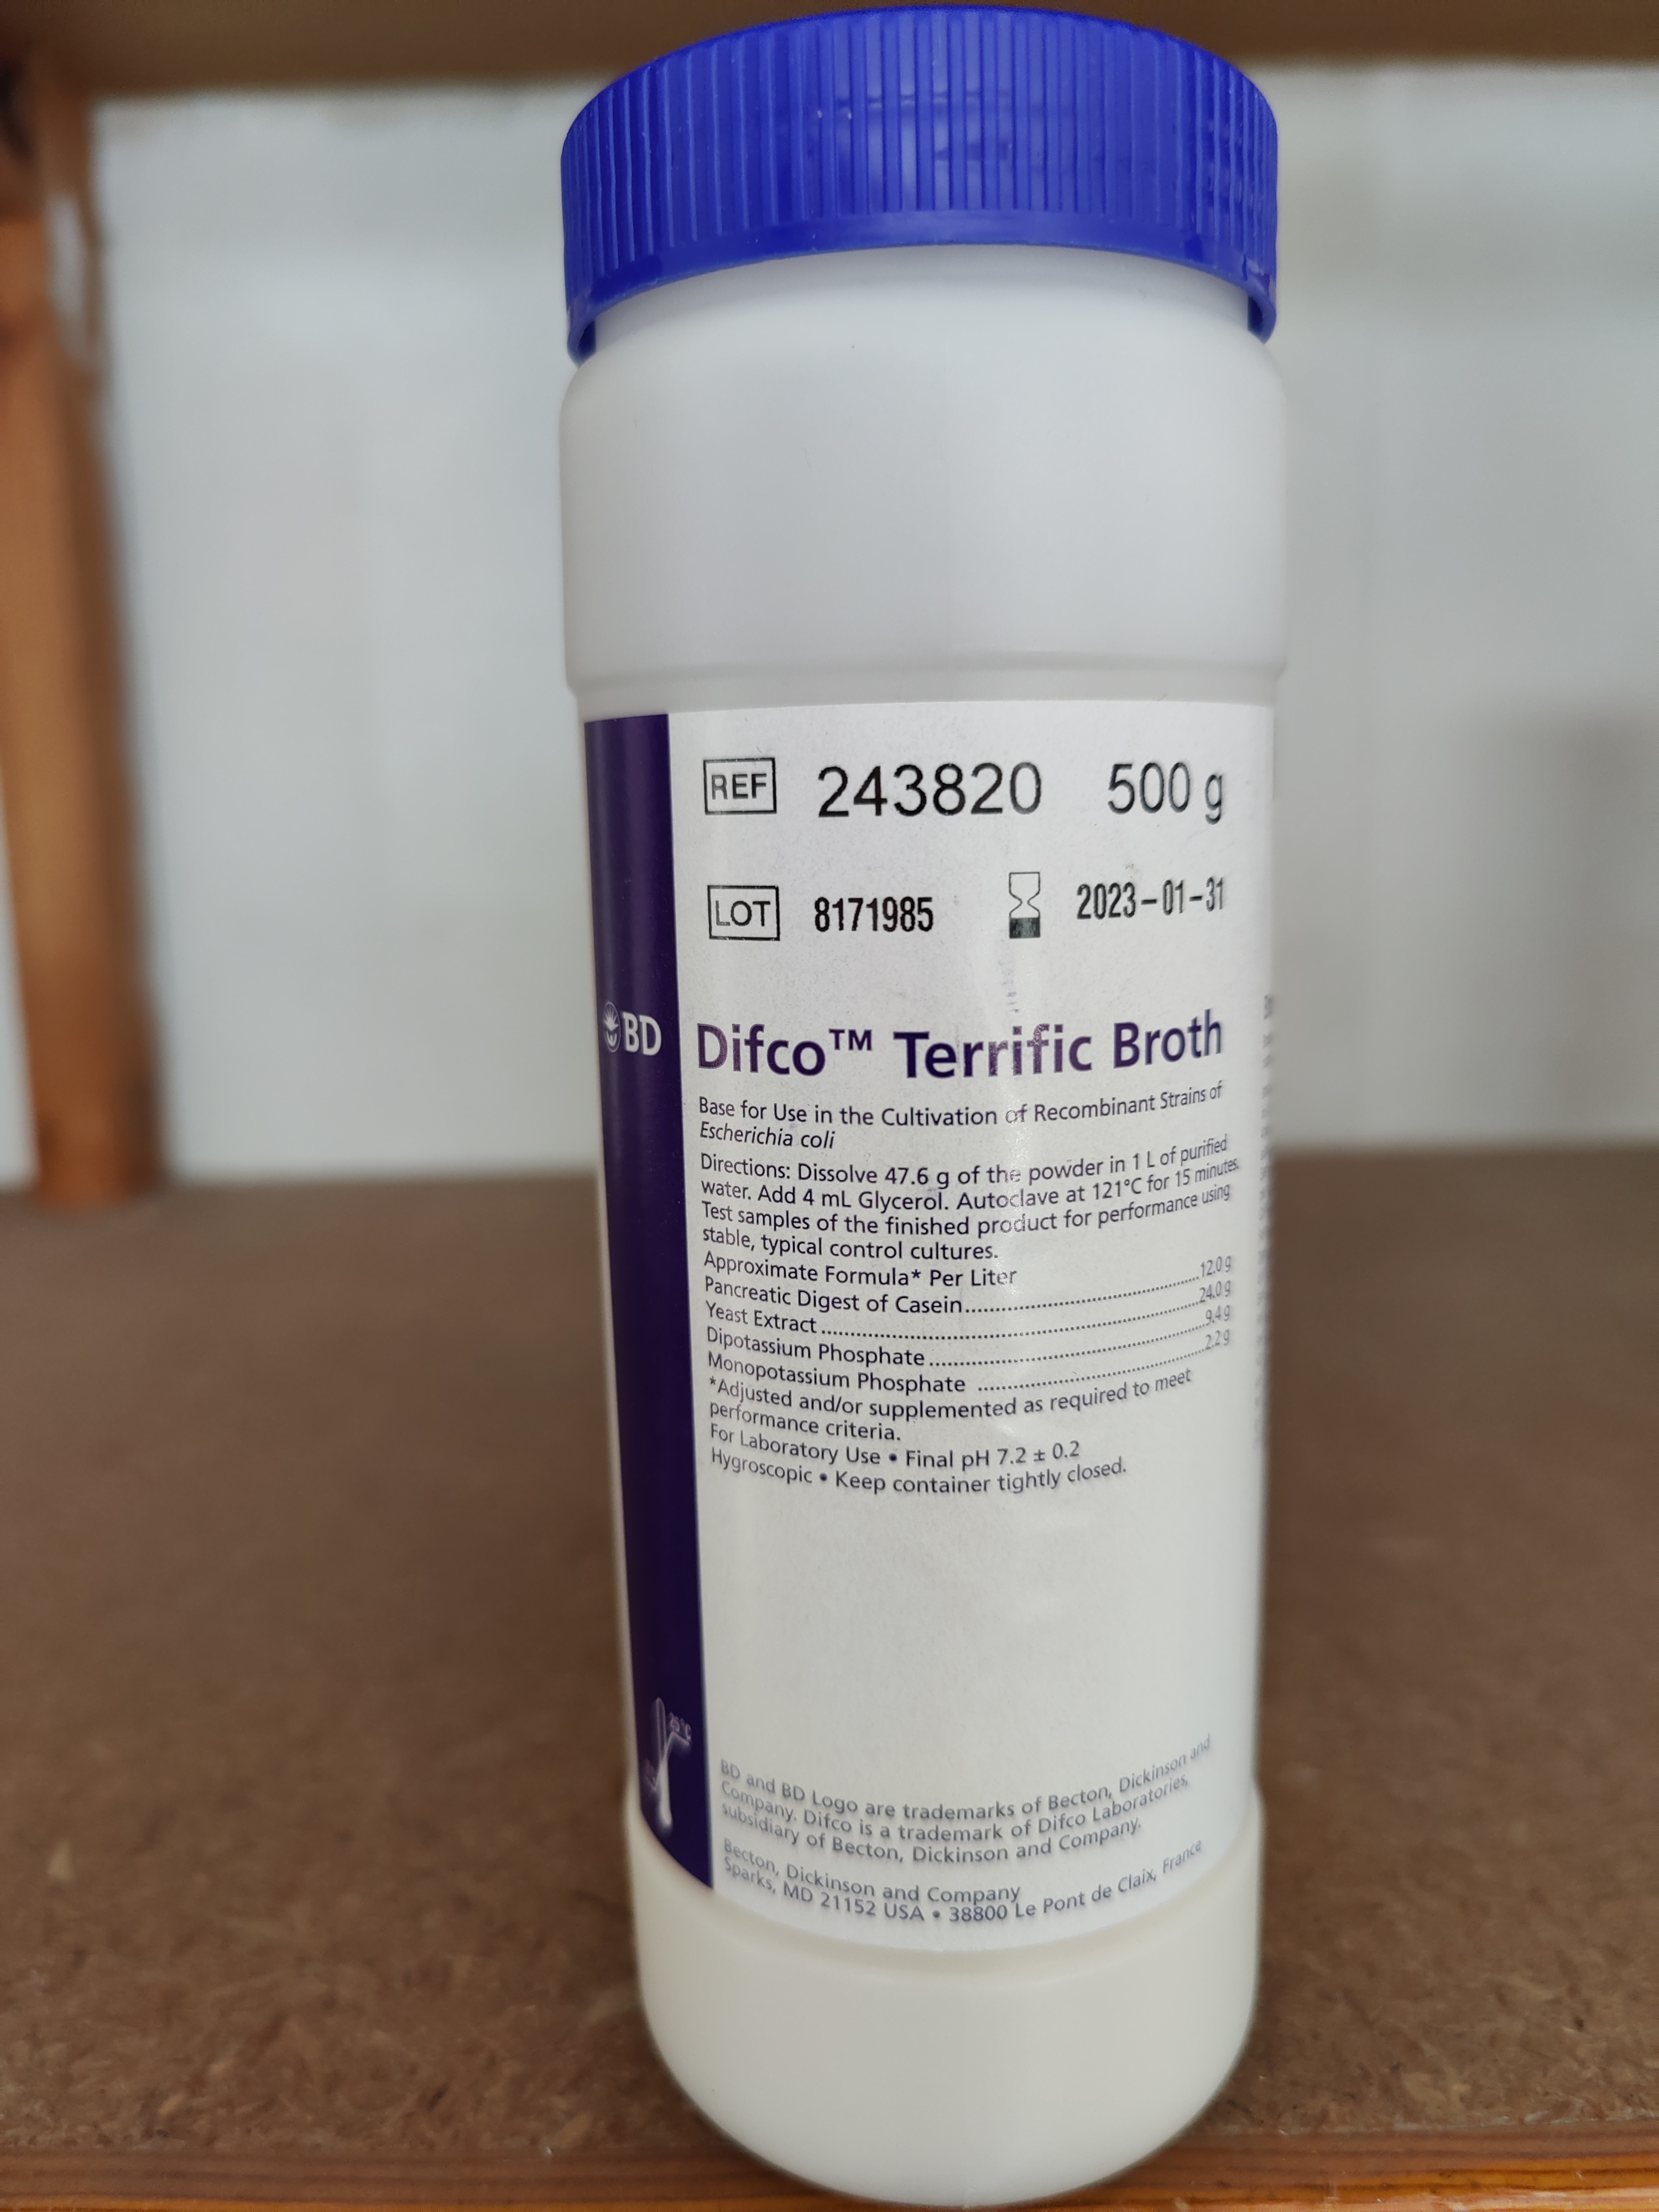 REF 243820 500 g
LOT 8171985 2023-01-31
BD
Difco™ Terrific Broth
Base for Use in the Cultivation of Recombinant Strains of
Escherichia coli
Directions: Dissolve 47.6 g of the powder in 1 L of purified
water. Add 4 mL Glycerol. Autoclave at 121°C for 15 minutes.
Test samples of the finished product for performance using
stable, typical control cultures.
Approximate Formula* Per Liter
Pancreatic Digest of Casein..........12.0 g
Yeast Extract..........24.0 g
Dipotassium Phosphate..........9.4 g
Monopotassium Phosphate..........2.2 g
*Adjusted and/or supplemented as required to meet
performance criteria.
For Laboratory Use • Final pH 7.2 ± 0.2
Hygroscopic • Keep container tightly closed.
25°C
BD and BD Logo are trademarks of Becton, Dickinson and
Company. Difco is a trademark of Difco Laboratories,
subsidiary of Becton, Dickinson and Company.
Becton, Dickinson and Company
Sparks, MD 21152 USA • 38800 Le Pont de Claix, France